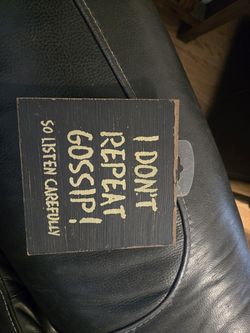 I DON'T
REPEAT
GOSSIP!
SO LISTEN CAREFULLY